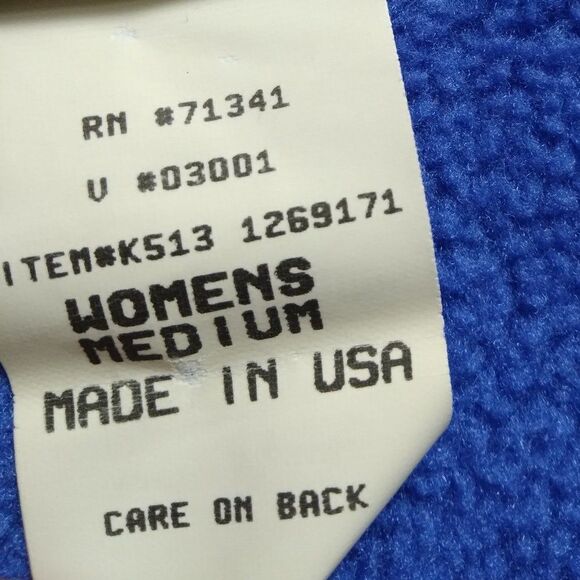 RN #71341
V #03001
ITEM#K513 1269171
WOMENS
MEDIUM
MADE IN USA
CARE ON BACK